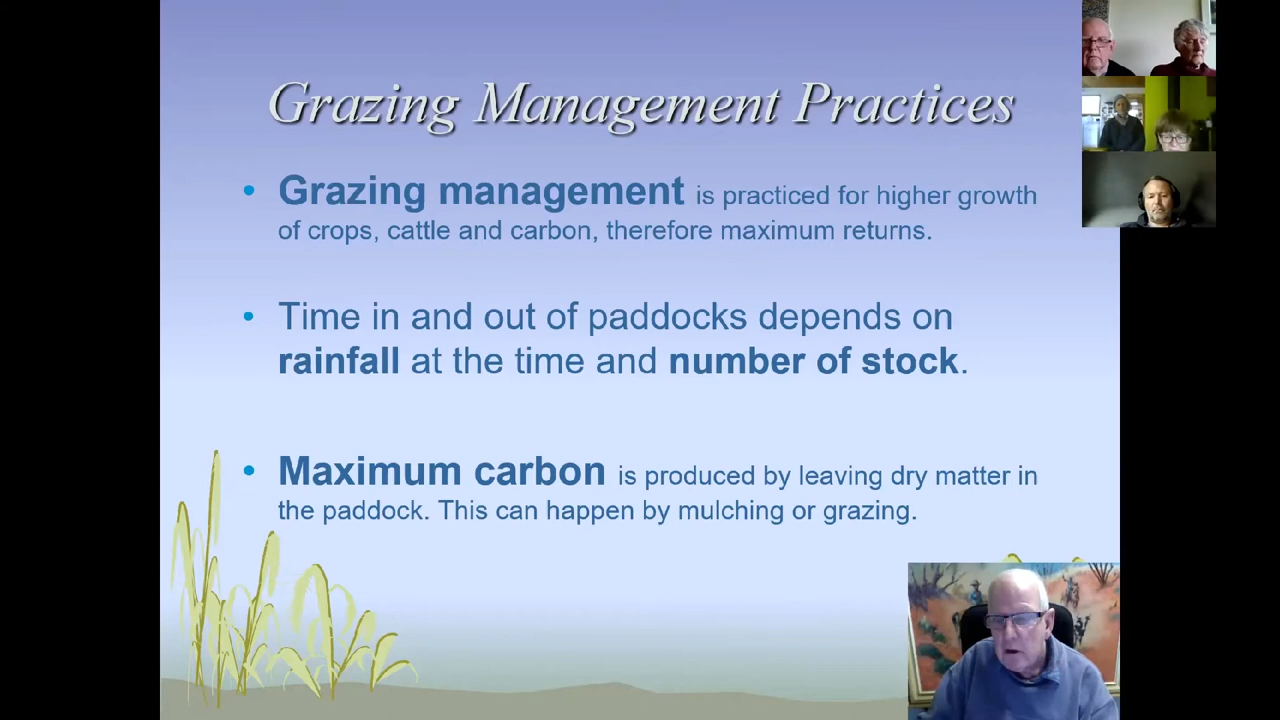 Grazing Management Practices
• Grazing management is practiced for higher growth
of crops, cattle and carbon, therefore maximum returns.
• Time in and out of paddocks depends on
rainfall at the time and number of stock.
• Maximum carbon is produced by leaving dry matter in
the paddock. This can happen by mulching or grazing.